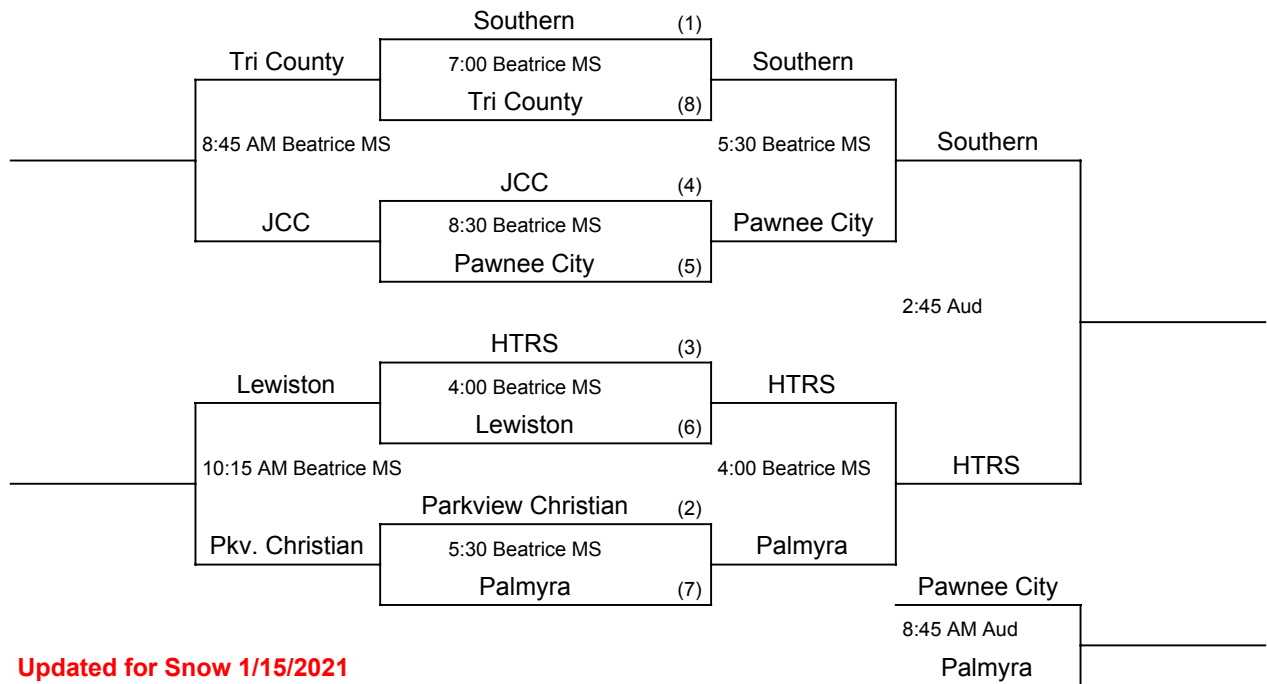 Southern (1)
Tri County 7:00 Beatrice MS Southern
Tri County (8)
8:45 AM Beatrice MS 5:30 Beatrice MS Southern
JCC (4)
JCC 8:30 Beatrice MS Pawnee City
Pawnee City (5)
2:45 Aud
HTRS (3)
Lewiston 4:00 Beatrice MS HTRS
Lewiston (6)
10:15 AM Beatrice MS 4:00 Beatrice MS HTRS
Parkview Christian (2)
Pkv. Christian 5:30 Beatrice MS Palmyra
Palmyra (7) Pawnee City
8:45 AM Aud
Updated for Snow 1/15/2021 Palmyra